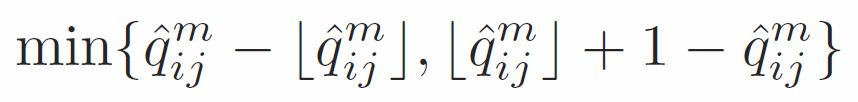 min{q̂ᵢⱼᵐ − ⌊q̂ᵢⱼᵐ⌋, ⌊q̂ᵢⱼᵐ⌋ + 1 − q̂ᵢⱼᵐ}